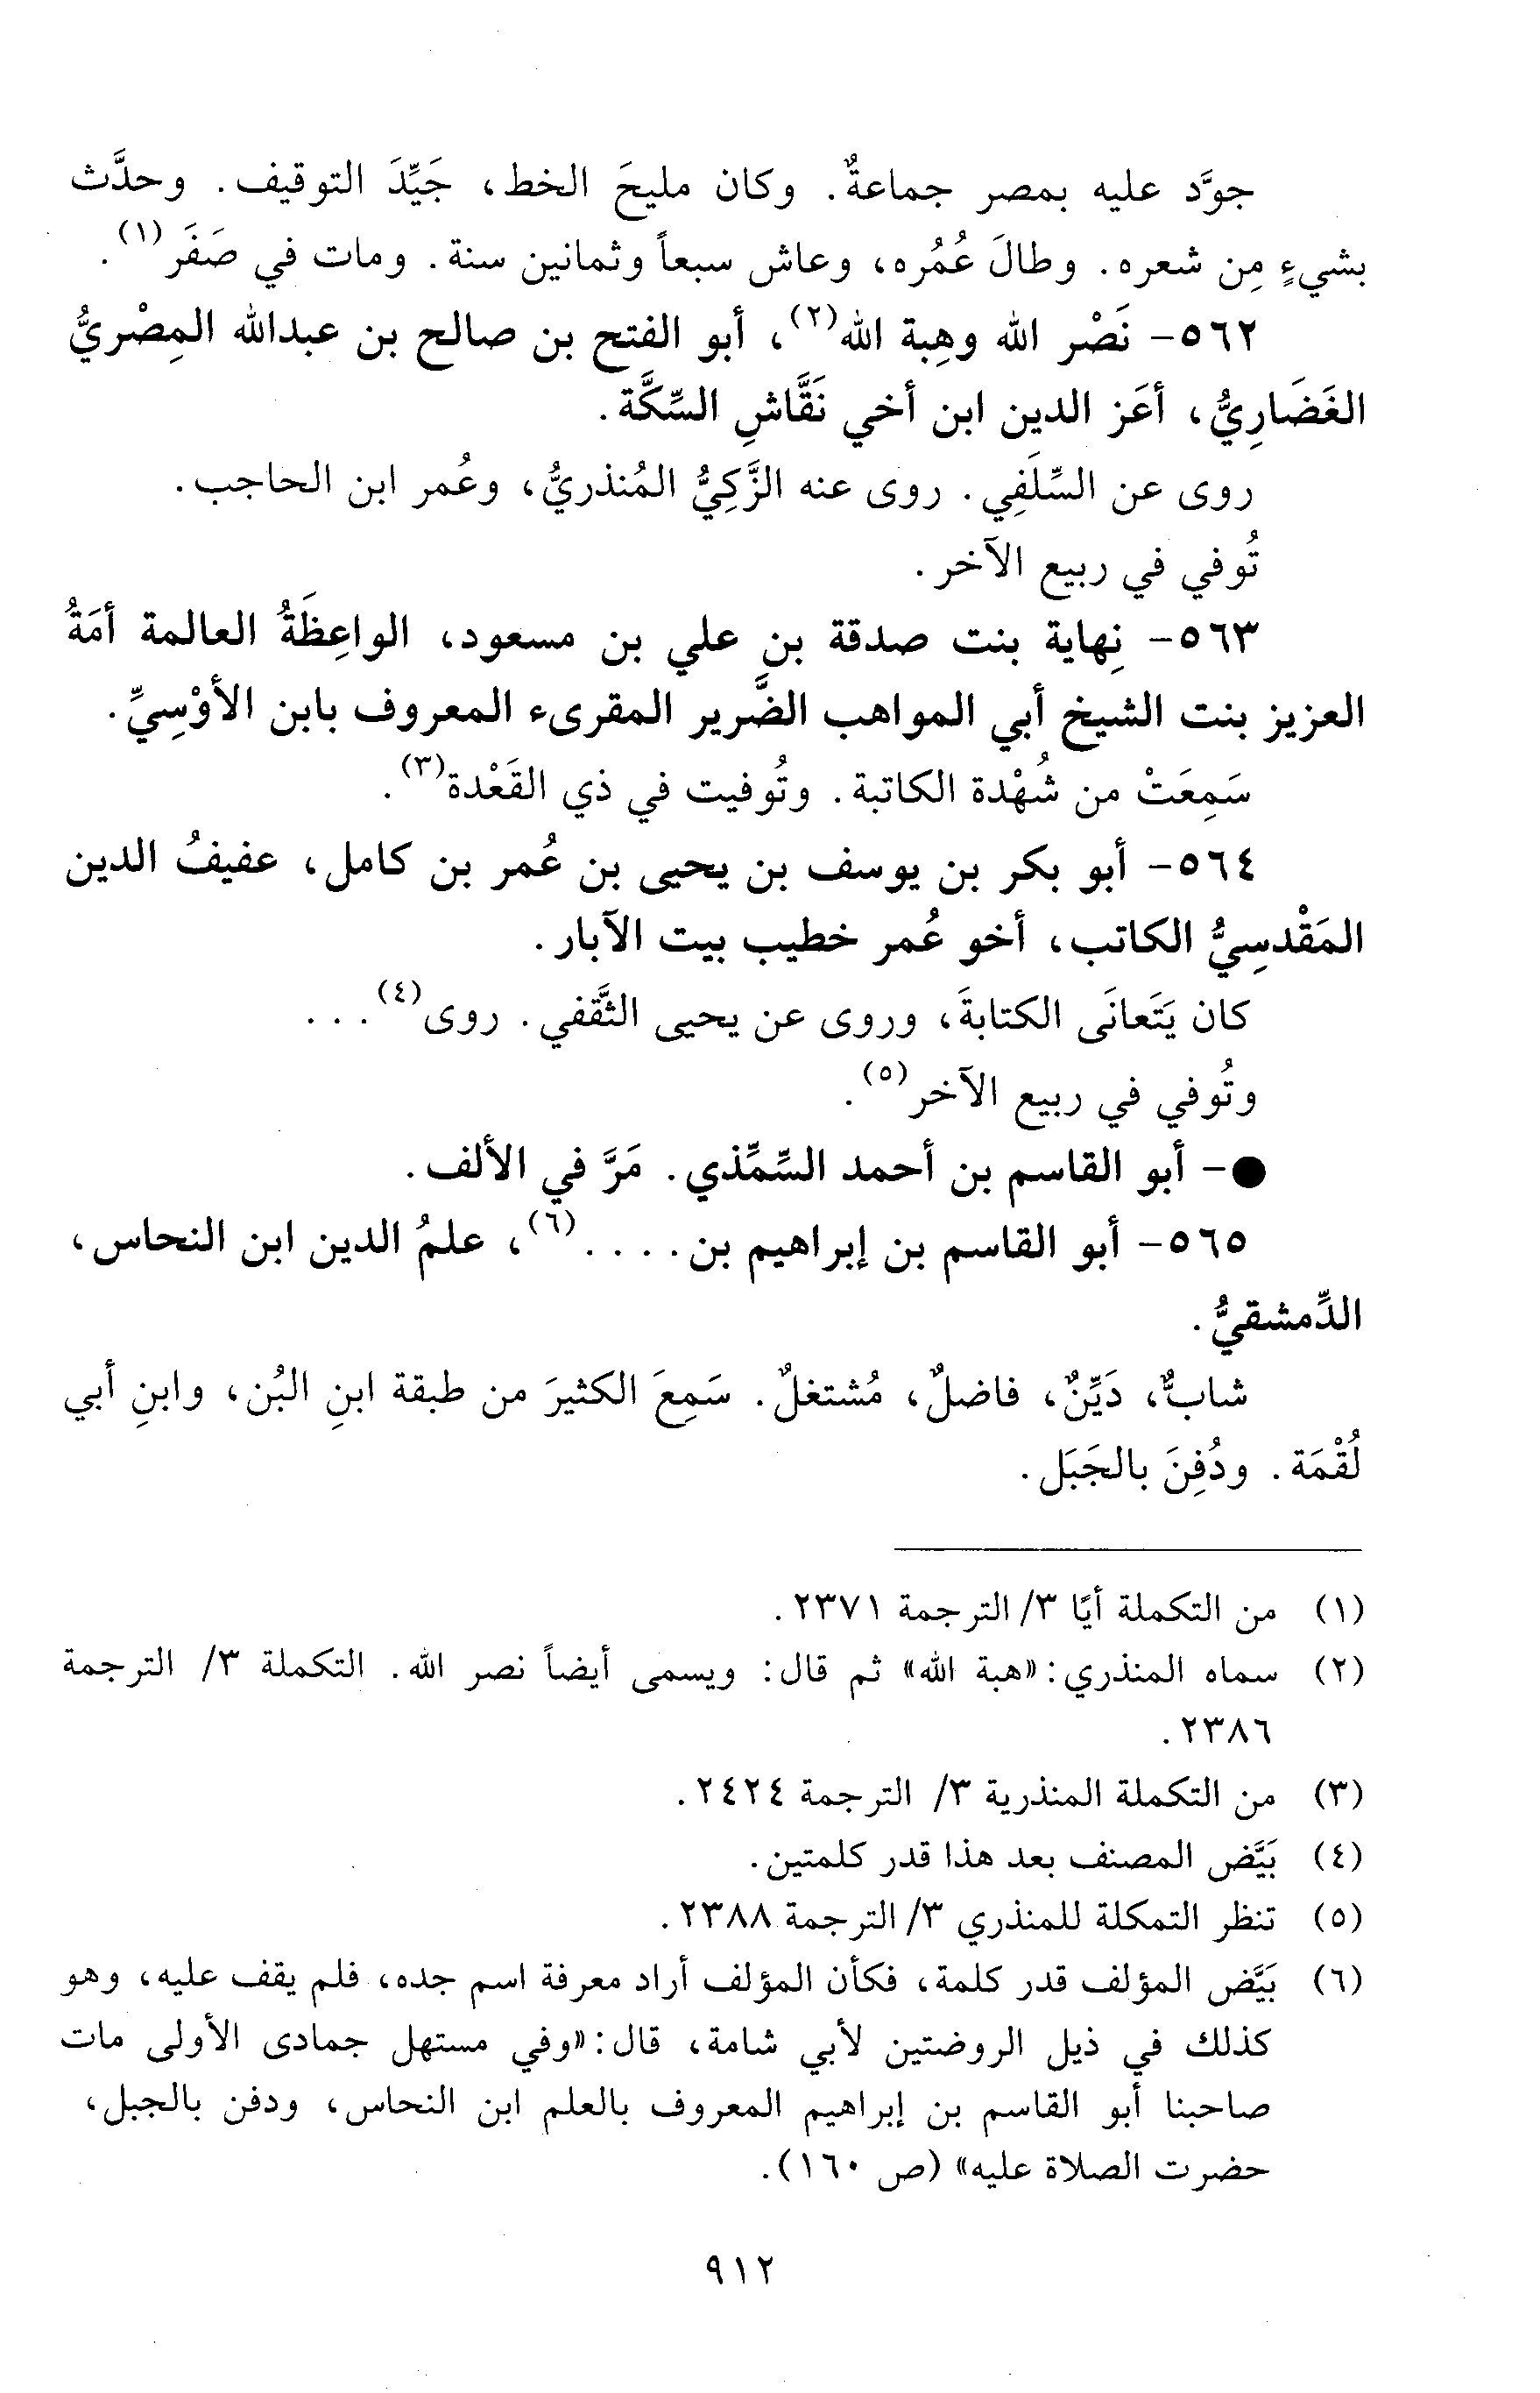 جوَّد عليه بمصر جماعةٌ. وكان مليحَ الخط، جَيِّدَ التوقيف. وحدَّث
بشيءٍ مِن شعره. وطالَ عُمُره، وعاش سبعاً وثمانين سنة. ومات في صَفَر(١).
٥٦٢- نَصْر الله وهِبة الله(٢)، أبو الفتح بن صالح بن عبدالله المِصْريُّ
الغَضَارِيُّ، أعَز الدين ابن أخي نَقَّاشِ السِّكَّة.
روى عن السِّلَفِي. روى عنه الزَّكِيُّ المُنذريُّ، وعُمر ابن الحاجب.
تُوفي في ربيع الآخر.
٥٦٣- نِهاية بنت صدقة بن علي بن مسعود، الواعِظَةُ العالمة أمَةُ
العزيز بنت الشيخ أبي المواهب الضَّرير المقرىء المعروف بابن الأوْسِيِّ.
سَمِعَتْ من شُهْدة الكاتبة. وتُوفيت في ذي القَعْدة(٣).
٥٦٤- أبو بكر بن يوسف بن يحيى بن عُمر بن كامل، عفيفُ الدين
المَقْدسِيُّ الكاتب، أخو عُمر خطيب بيت الآبار.
كان يَتَعانَى الكتابةَ، وروى عن يحيى الثَّقفي. روى(٤). . .
وتُوفي في ربيع الآخر(٥).
●- أبو القاسم بن أحمد السِّمِّذي. مَرَّ في الألف.
٥٦٥- أبو القاسم بن إبراهيم بن. . . .(٦)، علمُ الدين ابن النحاس،
الدِّمشقيُّ.
شابٌّ، دَيِّنٌ، فاضلٌ، مُشتغلٌ. سَمِعَ الكثيرَ من طبقة ابنِ البُن، وابنِ أبي
لُقْمَة. ودُفِنَ بالجَبَل.
(١) من التكملة أيًا ٣/ الترجمة ٢٣٧١.
(٢) سماه المنذري: «هبة الله» ثم قال: ويسمى أيضاً نصر الله. التكملة ٣/ الترجمة
٢٣٨٦.
(٣) من التكملة المنذرية ٣/ الترجمة ٢٤٢٤.
(٤) بَيَّض المصنف بعد هذا قدر كلمتين.
(٥) تنظر التمكلة للمنذري ٣/ الترجمة ٢٣٨٨.
(٦) بَيَّض المؤلف قدر كلمة، فكأن المؤلف أراد معرفة اسم جده، فلم يقف عليه، وهو
كذلك في ذيل الروضتين لأبي شامة، قال: «وفي مستهل جمادى الأولى مات
صاحبنا أبو القاسم بن إبراهيم المعروف بالعلم ابن النحاس، ودفن بالجبل،
حضرت الصلاة عليه» (ص ١٦٠).
٩١٢